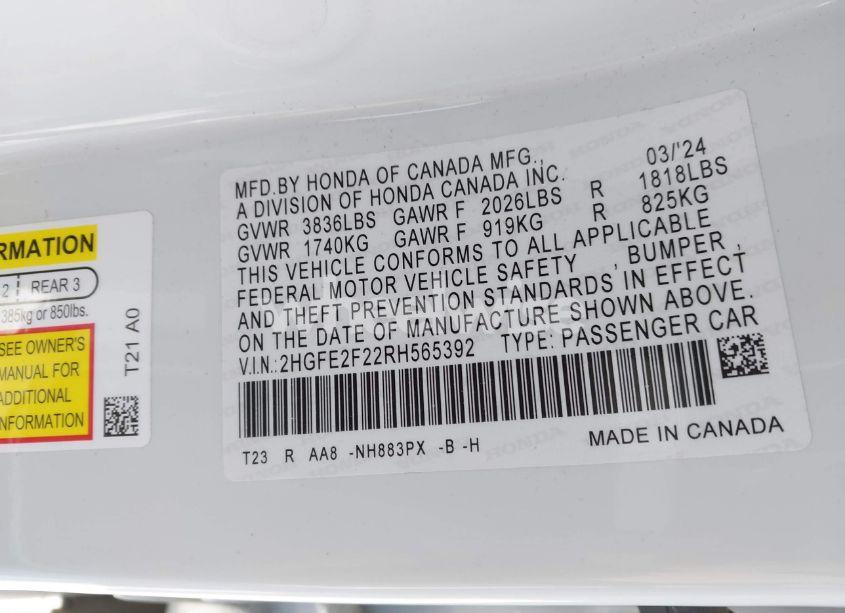 RMATION
2 REAR 3
385kg or 850lbs.
SEE OWNER'S
MANUAL FOR
ADDITIONAL
INFORMATION
T21 A0
MFD.BY HONDA OF CANADA MFG., 03/'24
A DIVISION OF HONDA CANADA INC.
GVWR 3836LBS GAWR F 2026LBS R 1818LBS
GVWR 1740KG GAWR F 919KG R 825KG
THIS VEHICLE CONFORMS TO ALL APPLICABLE
FEDERAL MOTOR VEHICLE SAFETY , BUMPER ,
AND THEFT PREVENTION STANDARDS IN EFFECT
ON THE DATE OF MANUFACTURE SHOWN ABOVE.
V.I.N.:2HGFE2F22RH565392 TYPE: PASSENGER CAR
T23 R AA8 -NH883PX -B -H MADE IN CANADA